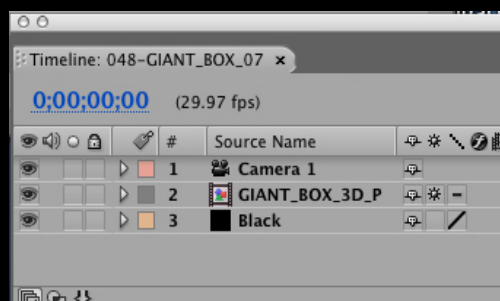 Timeline: 048-GIANT_BOX_07 ×
0;00;00;00 (29.97 fps)
# Source Name
1 Camera 1
2 GIANT_BOX_3D_P
3 Black